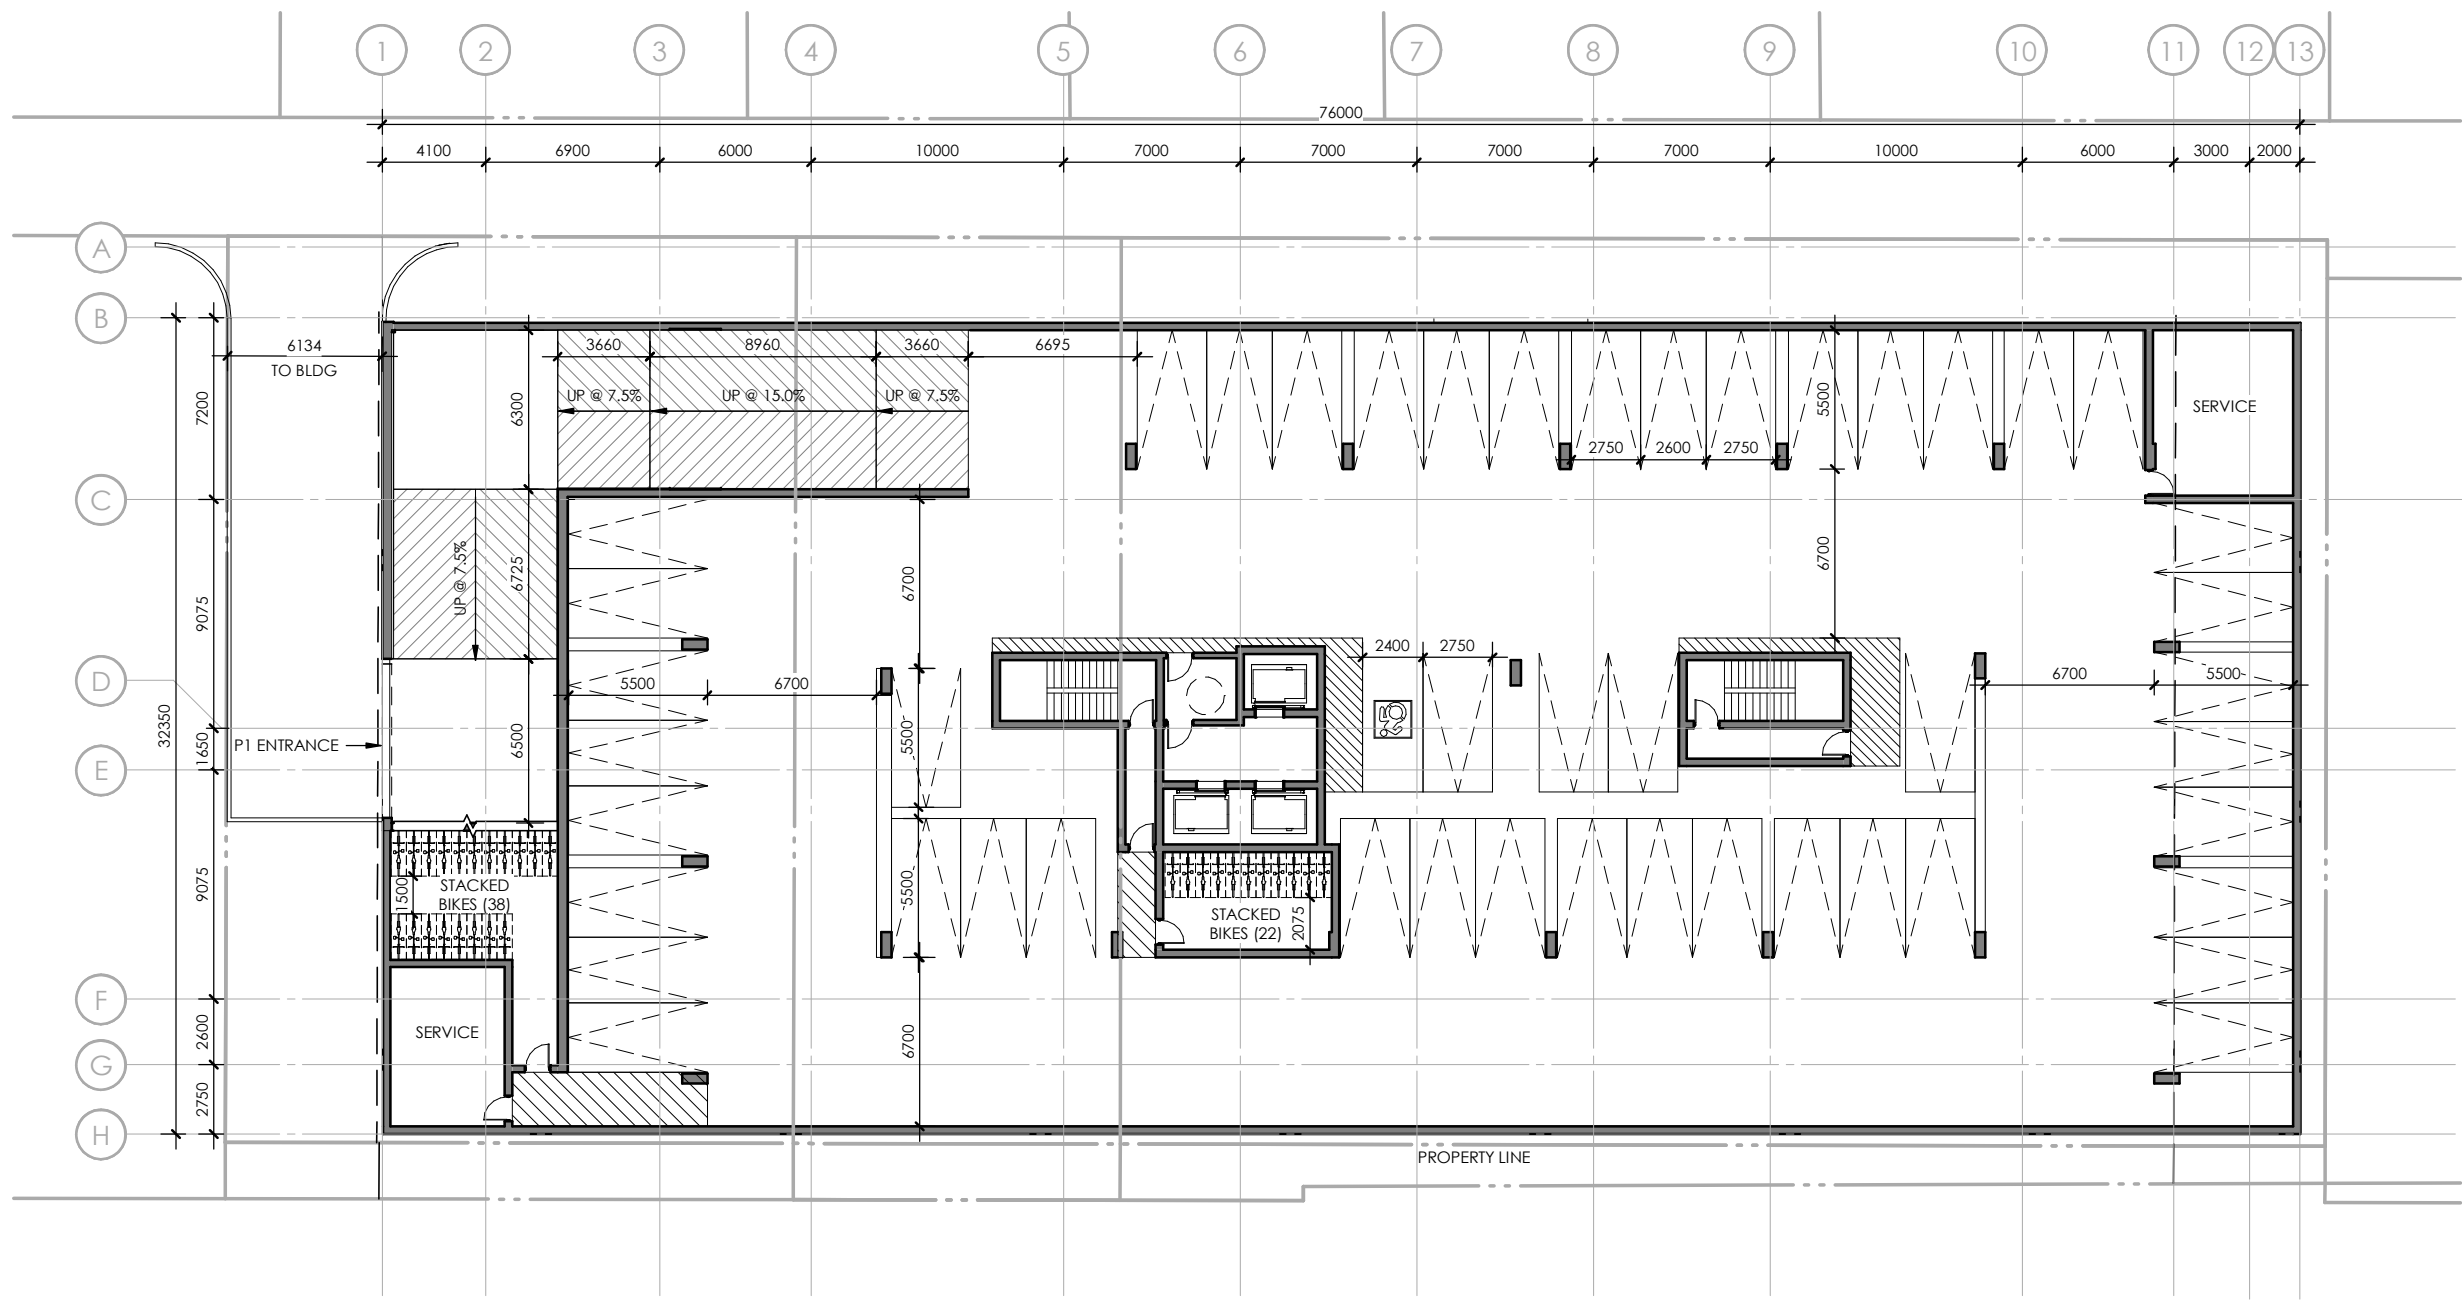 1 2 3 4 5 6 7 8 9 10 11 12 13
76000
4100 6900 6000 10000 7000 7000 7000 7000 10000 6000 3000 2000
A
B
C
D
E
F
G
H
6134
TO BLDG
7200
9075
32350
1650
9075
2600
2750
3660 8960 3660 6695
UP @ 7.5% UP @ 15.0% UP @ 7.5%
6300
5500
SERVICE
2750 2600 2750
UP @ 7.5%
6725
6700
6700
2400 2750
5500 6700
6700 5500
P1 ENTRANCE
6500
5500
STACKED
BIKES (38)
1500
5500
STACKED
BIKES (22)
2075
SERVICE
6700
PROPERTY LINE